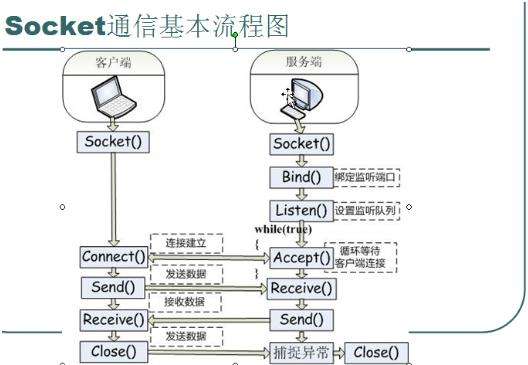 Socket通信基本流程图
客户端
服务端
Socket()
Socket()
Bind()
绑定监听端口
Listen()
设置监听队列
while(true)
连接建立
Connect()
Accept()
循环等待
客户端连接
发送数据
Send()
Receive()
接收数据
Receive()
Send()
发送数据
Close()
捕捉异常
Close()